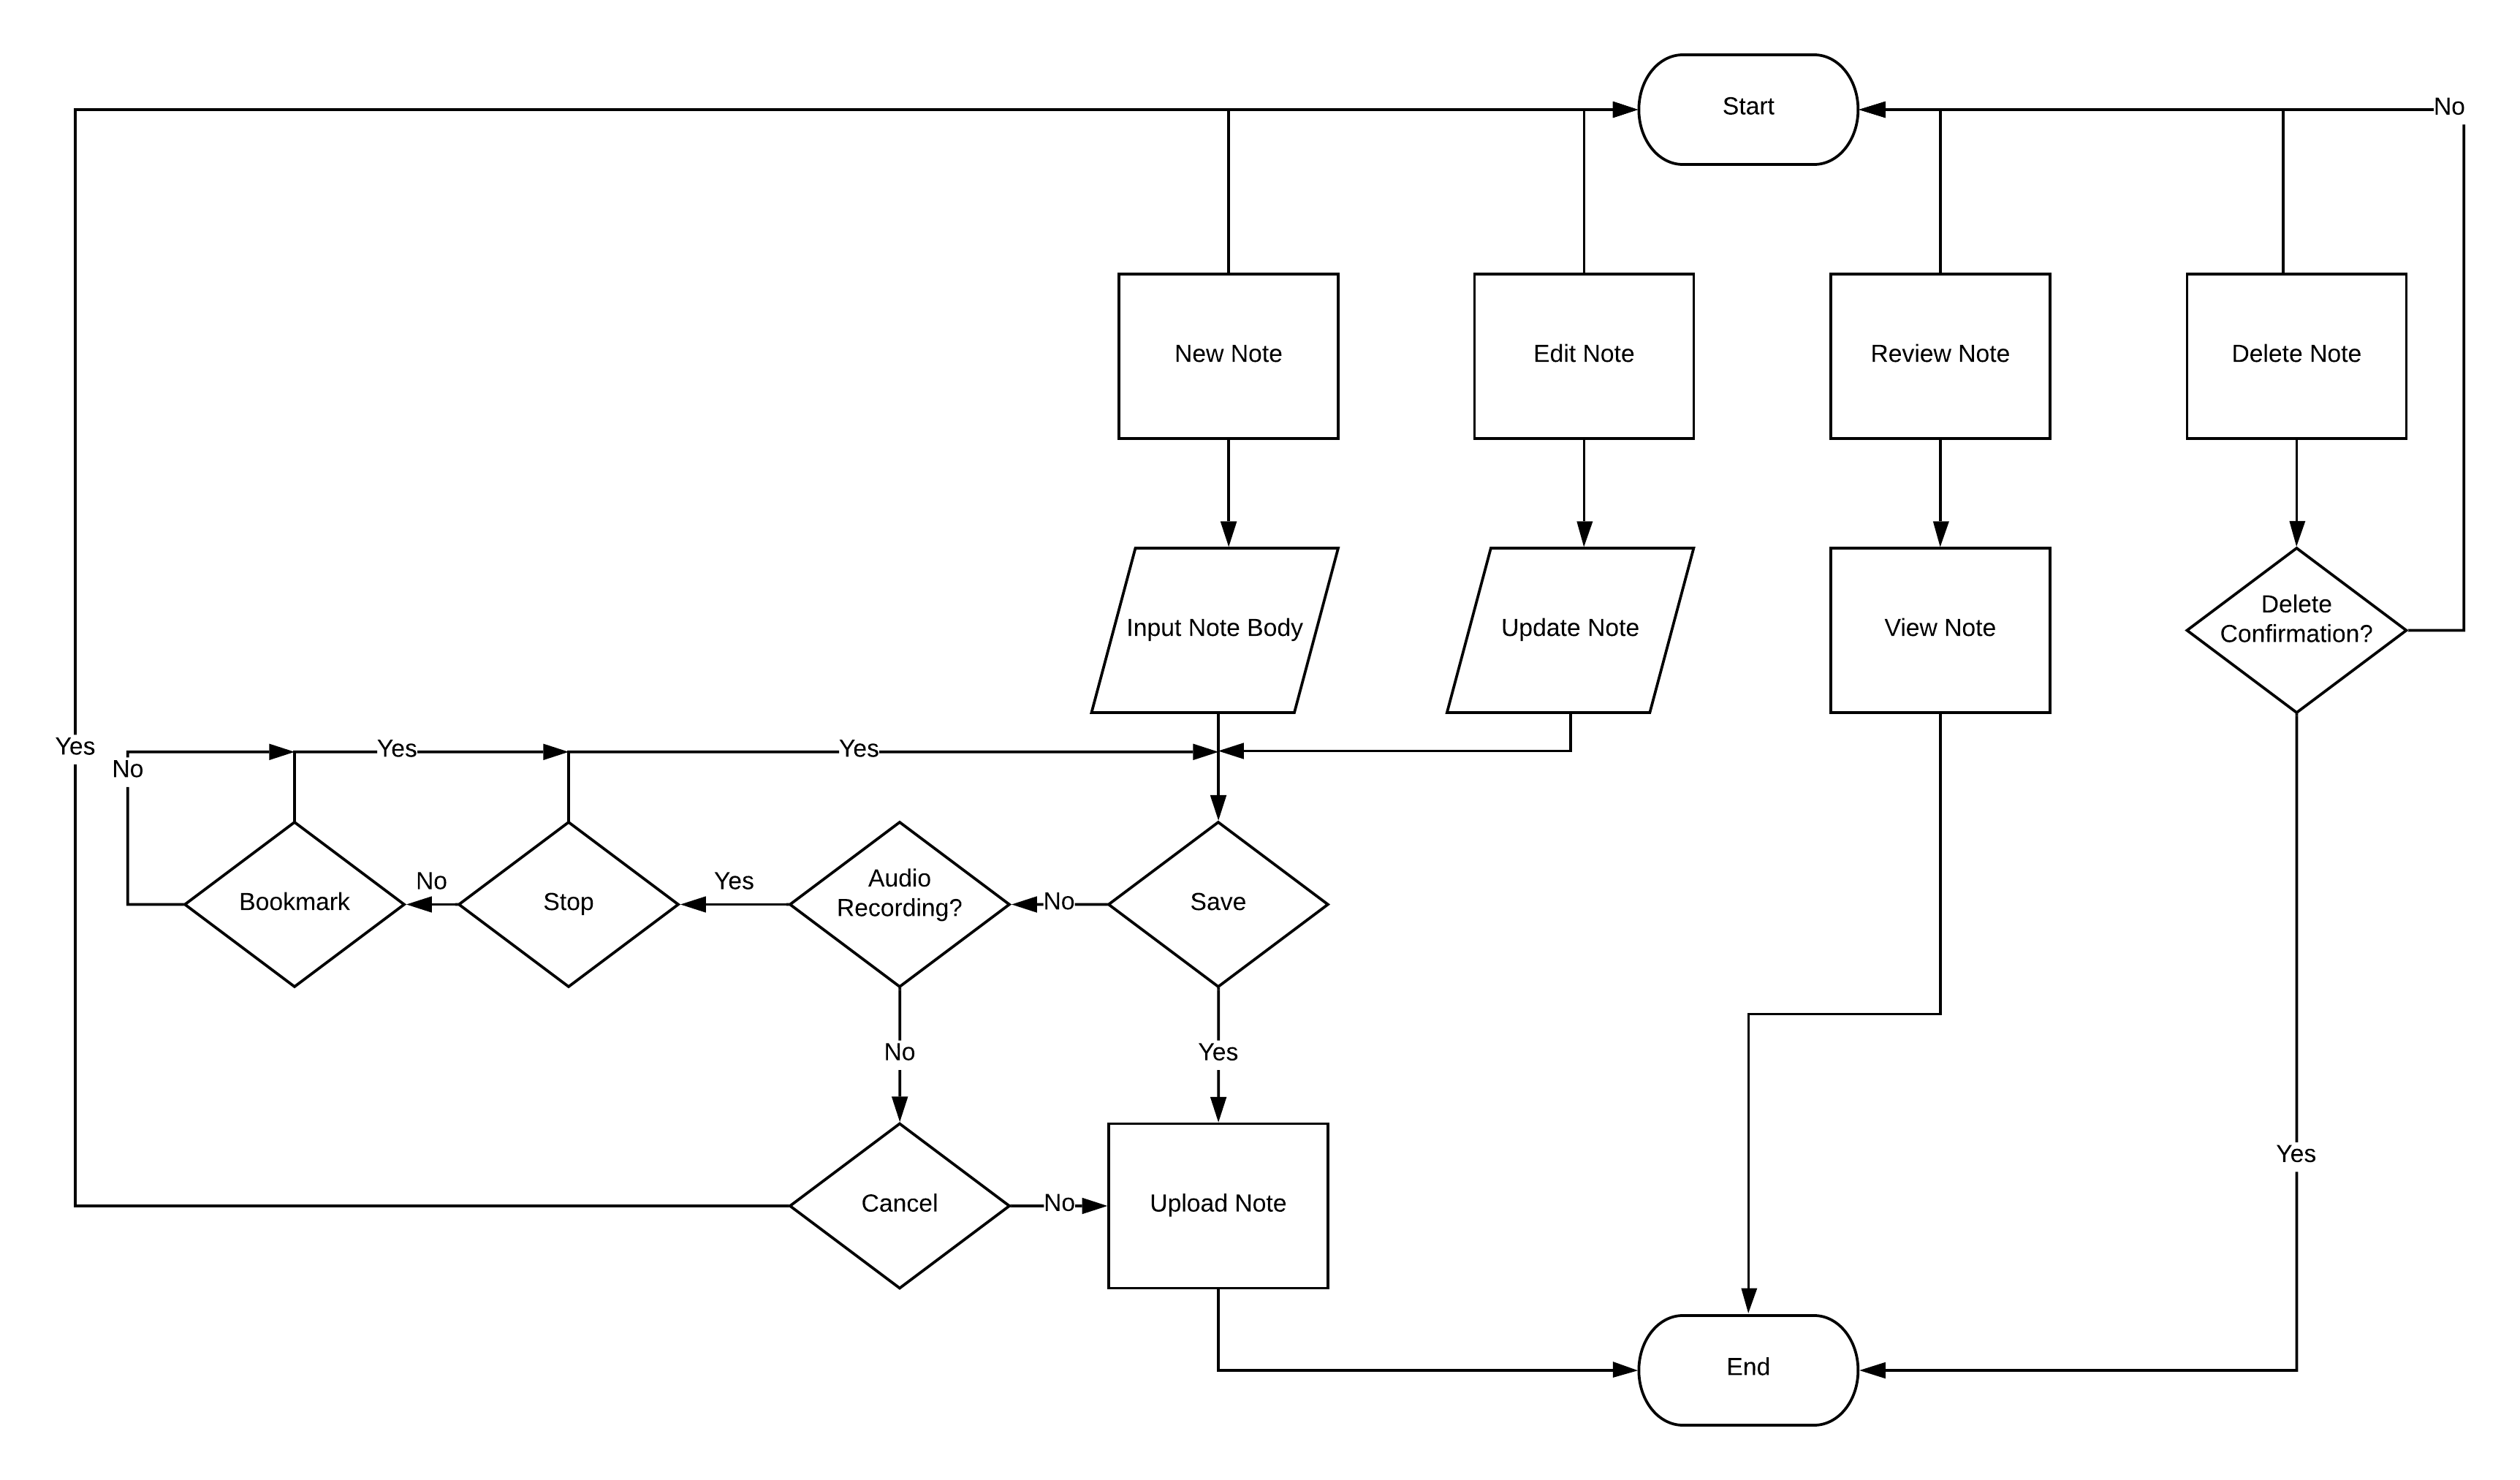 Start
No
New Note
Edit Note
Review Note
Delete Note
Input Note Body
Update Note
View Note
Delete
Confirmation?
Yes
No
Yes
Yes
Bookmark
No
Stop
Yes
Audio
Recording?
No
Save
No
Yes
Yes
Cancel
No
Upload Note
End